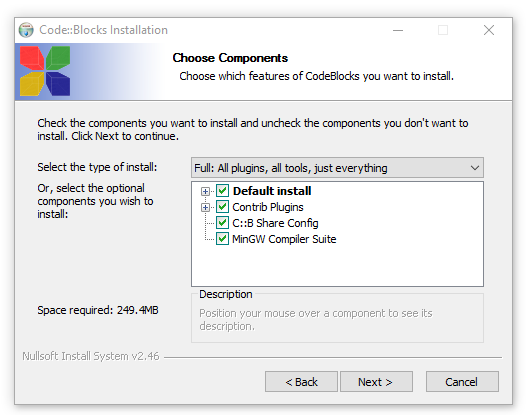 Code::Blocks Installation
Choose Components
Choose which features of CodeBlocks you want to install.
Check the components you want to install and uncheck the components you don't want to
install. Click Next to continue.
Select the type of install:
Full: All plugins, all tools, just everything
Or, select the optional
components you wish to
install:
Default install
Contrib Plugins
C::B Share Config
MinGW Compiler Suite
Space required: 249.4MB
Description
Position your mouse over a component to see its
description.
Nullsoft Install System v2.46
< Back
Next >
Cancel